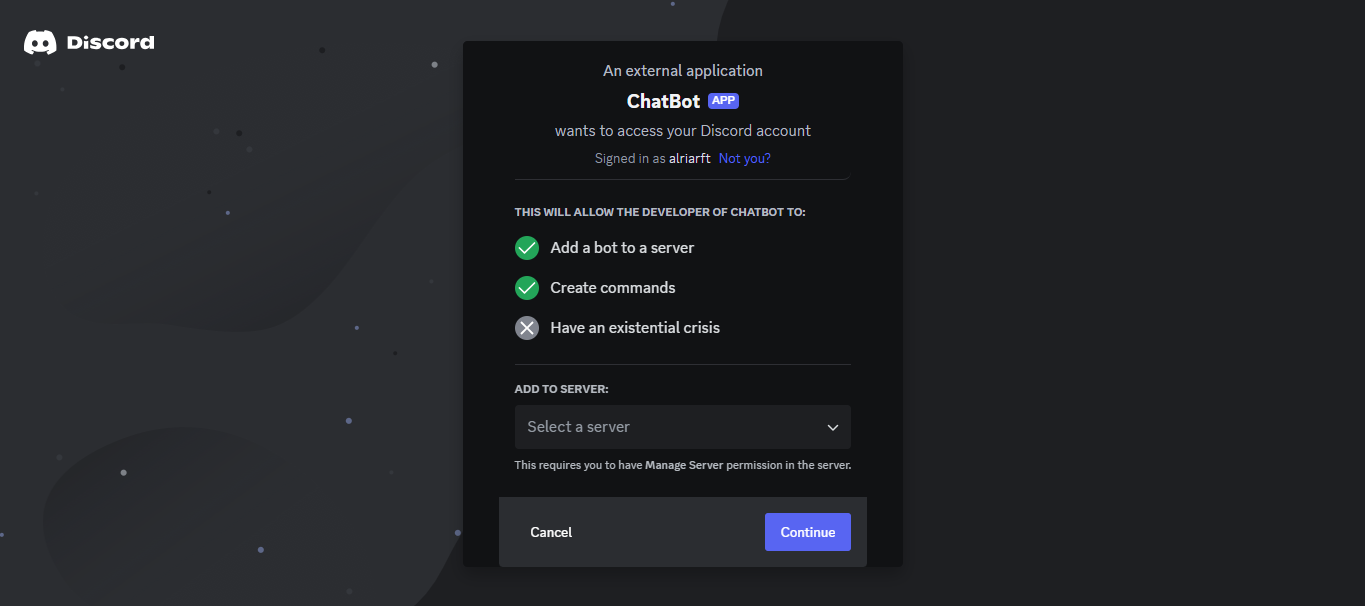 Discord
An external application
ChatBot APP
wants to access your Discord account
Signed in as alriarft Not you?
THIS WILL ALLOW THE DEVELOPER OF CHATBOT TO:
Add a bot to a server
Create commands
Have an existential crisis
ADD TO SERVER:
Select a server
This requires you to have Manage Server permission in the server.
Cancel Continue